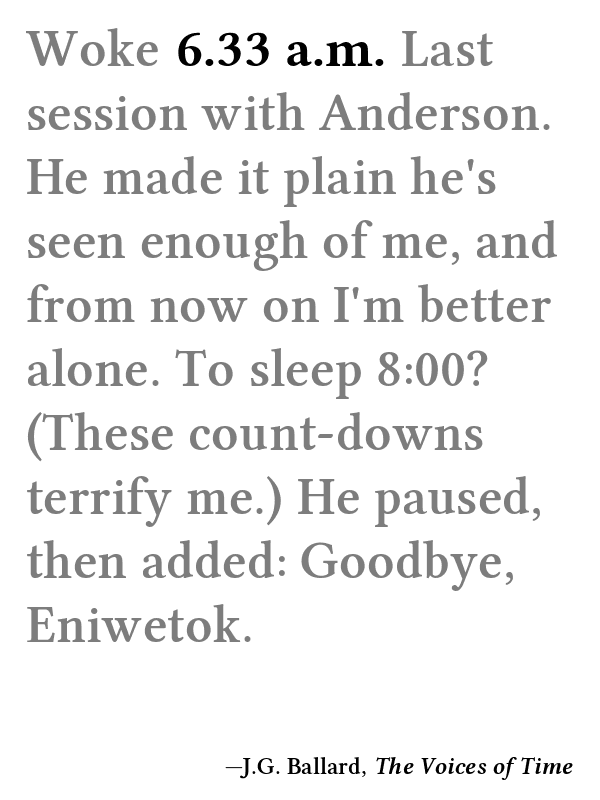 Woke 6.33 a.m. Last
session with Anderson.
He made it plain he's
seen enough of me, and
from now on I'm better
alone. To sleep 8:00?
(These count-downs
terrify me.) He paused,
then added: Goodbye,
Eniwetok.
—J.G. Ballard, The Voices of Time